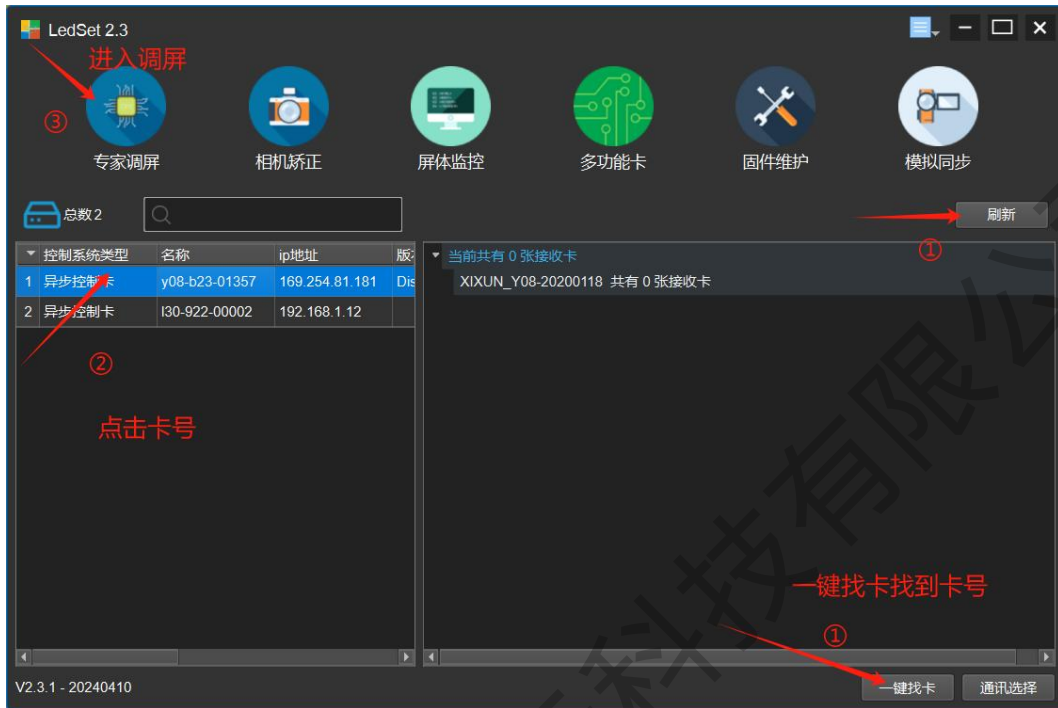 LedSet 2.3
进入调屏
③
专家调屏 相机矫正 屏体监控 多功能卡 固件维护 模拟同步
总数 2
刷新
①
控制系统类型 名称 ip地址
当前共有 0 张接收卡
1 异步控制卡 y08-b23-01357 169.254.81.181 Dis
XIXUN_Y08-20200118 共有 0 张接收卡
2 异步控制卡 l30-922-00002 192.168.1.12
②
点击卡号
一键找卡找到卡号
①
V2.3.1 - 20240410
一键找卡 通讯选择
科技有限公